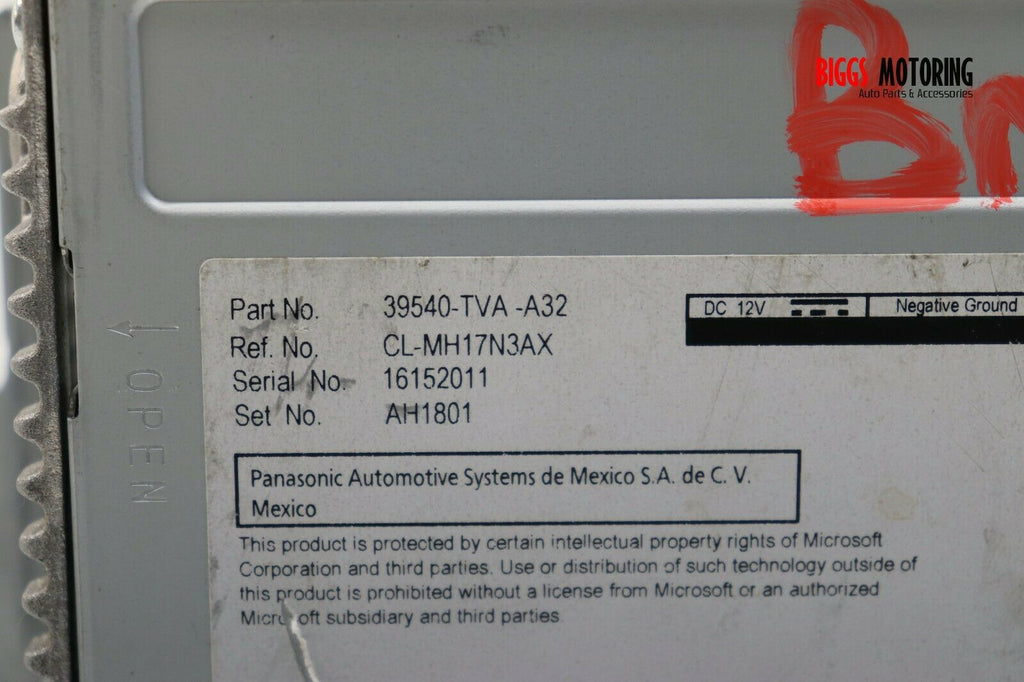 BIGGS MOTORING
Auto Parts & Accessories
Part No. 39540-TVA -A32
Ref. No. CL-MH17N3AX
Serial No. 16152011
Set No. AH1801
DC 12V Negative Ground
OPEN
Panasonic Automotive Systems de Mexico S.A. de C. V.
Mexico
This product is protected by certain intellectual property rights of Microsoft
Corporation and third parties. Use or distribution of such technology outside of
this product is prohibited without a license from Microsoft or an authorized
Microsoft subsidiary and third parties